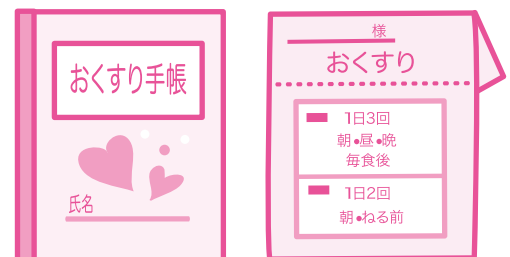 おくすり手帳
氏名
様
おくすり
1日3回
朝•昼•晩
毎食後
1日2回
朝•ねる前